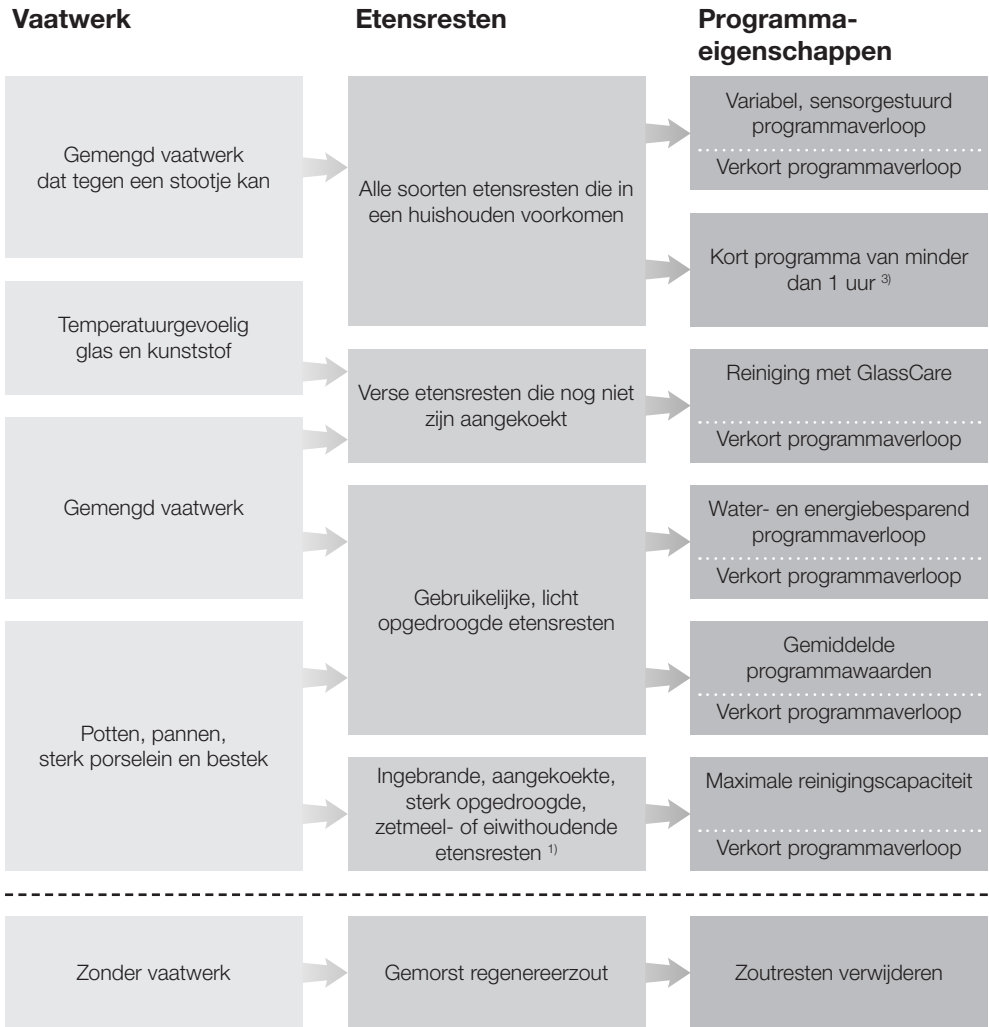 Vaatwerk
Etensresten
Programma-
eigenschappen
Gemengd vaatwerk
dat tegen een stootje kan
Alle soorten etensresten die in
een huishouden voorkomen
Variabel, sensorgestuurd
programmaverloop
Verkort programmaverloop
Kort programma van minder
dan 1 uur 3)
Temperatuurgevoelig
glas en kunststof
Verse etensresten die nog niet
zijn aangekoekt
Reiniging met GlassCare
Verkort programmaverloop
Gemengd vaatwerk
Gebruikelijke, licht
opgedroogde etensresten
Water- en energiebesparend
programmaverloop
Verkort programmaverloop
Gemiddelde
programmawaarden
Verkort programmaverloop
Potten, pannen,
sterk porselein en bestek
Ingebrande, aangekoekte,
sterk opgedroogde,
zetmeel- of eiwithoudende
etensresten 1)
Maximale reinigingscapaciteit
Verkort programmaverloop
Zonder vaatwerk
Gemorst regenereerzout
Zoutresten verwijderen